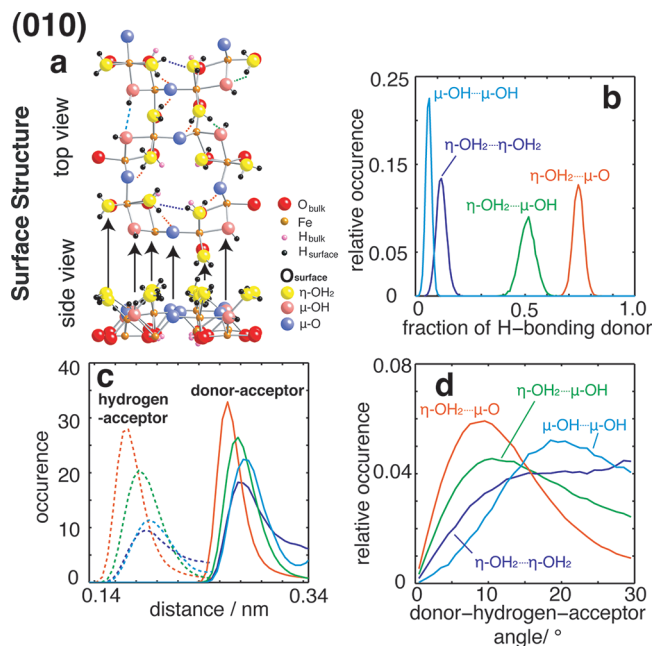 (010)
Surface Structure
top view
side view
a
O bulk
Fe
H bulk
H surface
O surface
η-OH2
μ-OH
μ-O
b
relative occurence
0.25
0.15
0.05
0
0
0.50
1.0
μ-OH···μ-OH
η-OH2···η-OH2
η-OH2···μ-O
η-OH2···μ-OH
fraction of H-bonding donor
c
occurence
40
30
20
10
0
hydrogen
-acceptor
donor-acceptor
0.14
0.34
distance / nm
d
relative occurence
0.08
0.04
0
η-OH2···μ-OH
η-OH2···μ-O
μ-OH···μ-OH
η-OH2···η-OH2
0
10
20
30
donor-hydrogen-acceptor
angle/ °